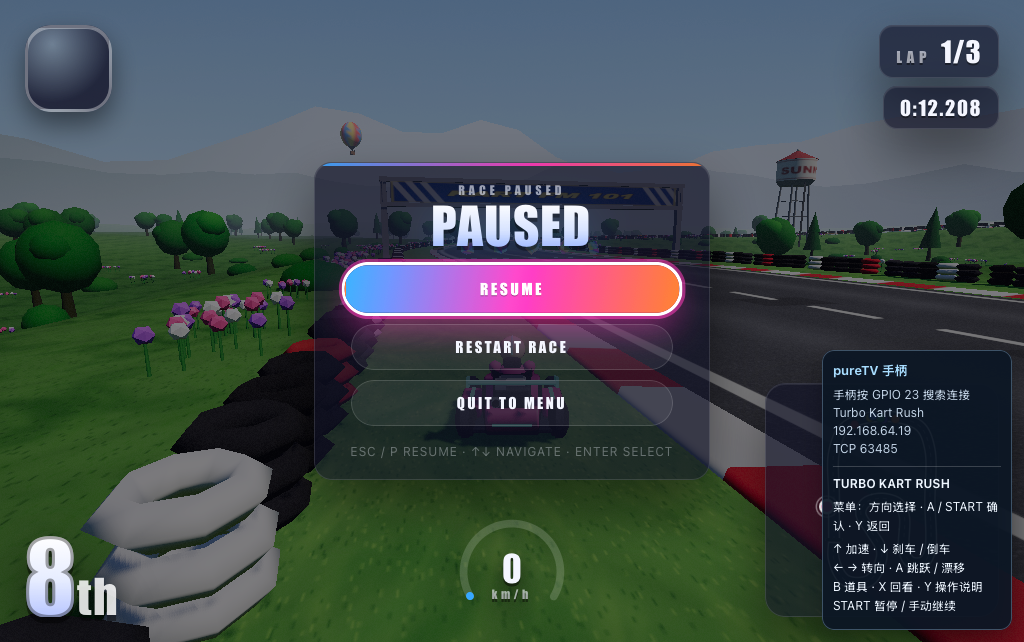 LAP 1/3
0:12.208
SUNK
RACE PAUSED
PAUSED
RESUME
RESTART RACE
QUIT TO MENU
ESC / P RESUME · ↑↓ NAVIGATE · ENTER SELECT
pureTV 手柄
手柄按 GPIO 23 搜索连接
Turbo Kart Rush
192.168.64.19
TCP 63485
TURBO KART RUSH
菜单：方向选择 · A / START 确
认 · Y 返回
↑ 加速 · ↓ 刹车 / 倒车
← → 转向 · A 跳跃 / 漂移
B 道具 · X 回看 · Y 操作说明
START 暂停 / 手动继续
8th
0
km/h